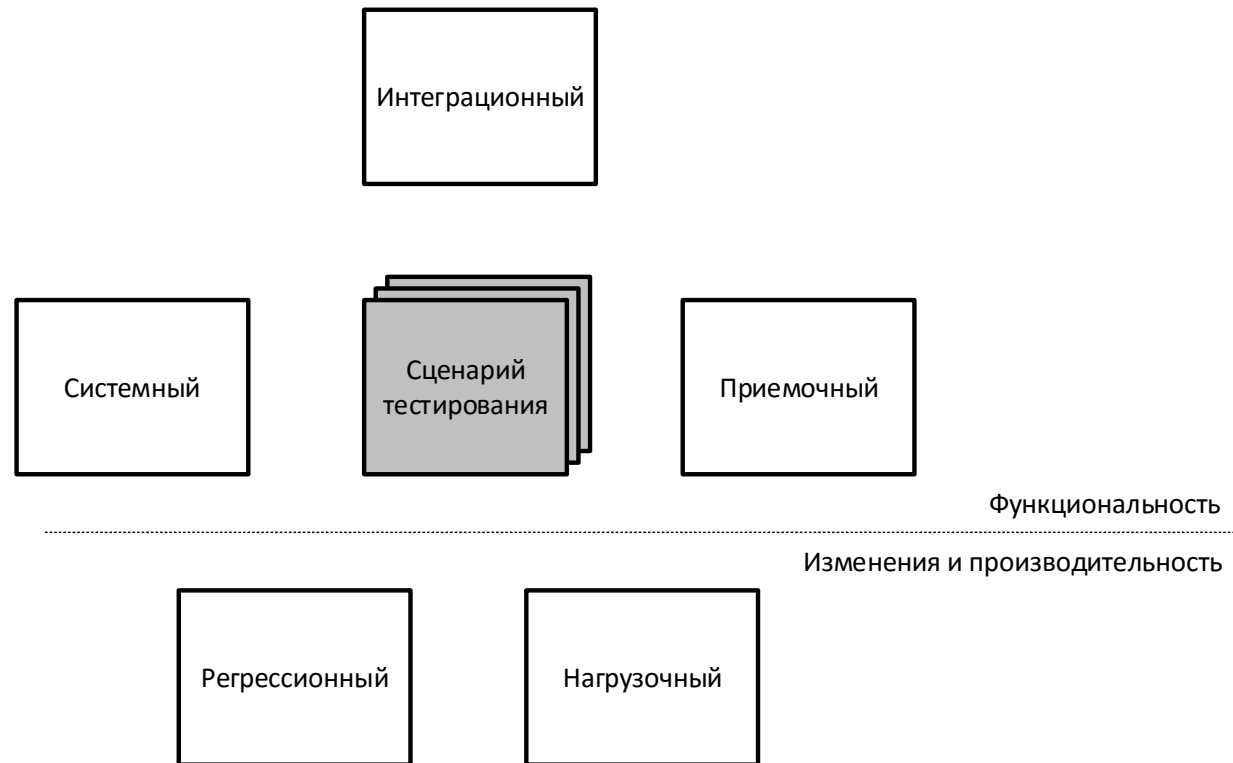 Интеграционный
Системный
Сценарий
тестирования
Приемочный
Функциональность
Изменения и производительность
Регрессионный
Нагрузочный